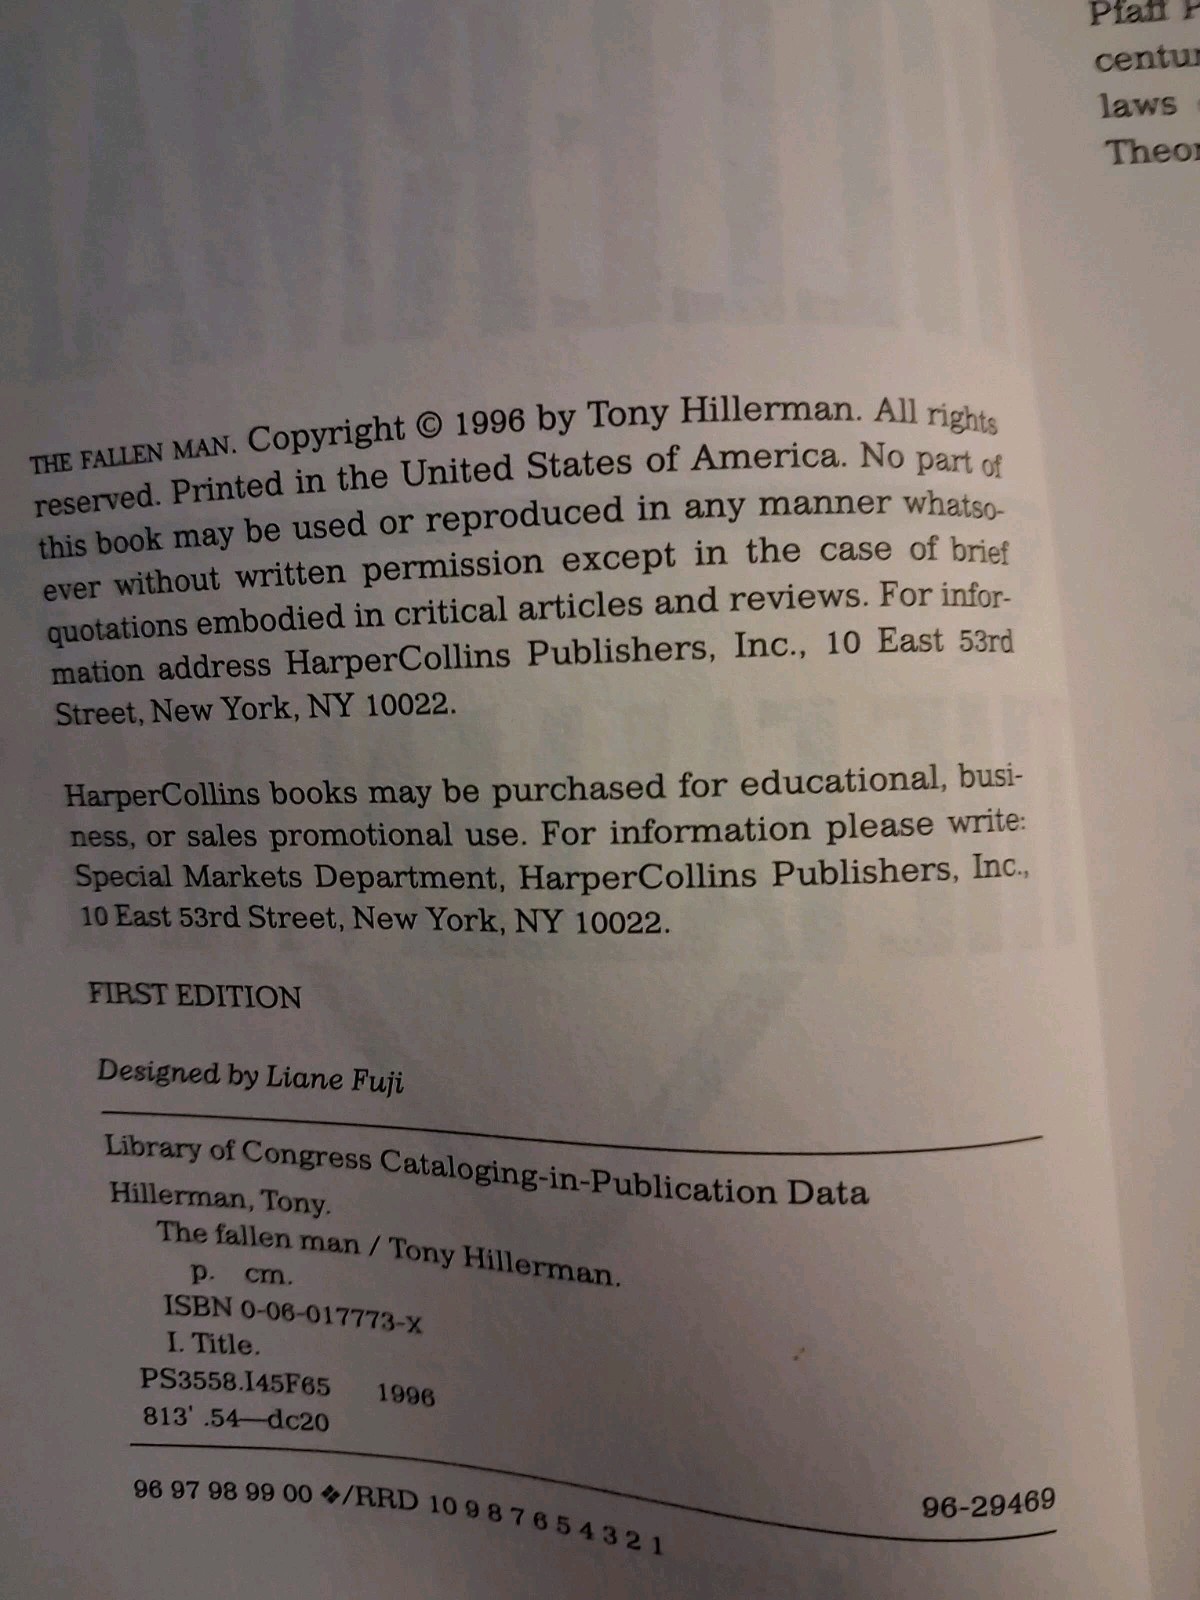 THE FALLEN MAN. Copyright © 1996 by Tony Hillerman. All rights
reserved. Printed in the United States of America. No part of
this book may be used or reproduced in any manner whatso-
ever without written permission except in the case of brief
quotations embodied in critical articles and reviews. For infor-
mation address HarperCollins Publishers, Inc., 10 East 53rd
Street, New York, NY 10022.
HarperCollins books may be purchased for educational, busi-
ness, or sales promotional use. For information please write:
Special Markets Department, HarperCollins Publishers, Inc.,
10 East 53rd Street, New York, NY 10022.
FIRST EDITION
Designed by Liane Fuji
Library of Congress Cataloging-in-Publication Data
Hillerman, Tony.
The fallen man / Tony Hillerman.
p. cm.
ISBN 0-06-017773-X
I. Title.
PS3558.I45F65 1996
813' .54—dc20
96-29469
96 97 98 99 00 ❖/RRD 10 9 8 7 6 5 4 3 2 1
Pfaff P
centur
laws
Theor